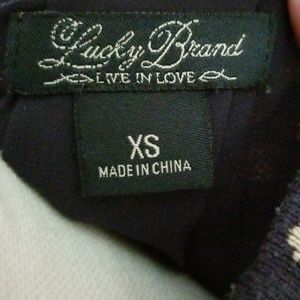 Lucky Brand
LIVE IN LOVE
XS
MADE IN CHINA